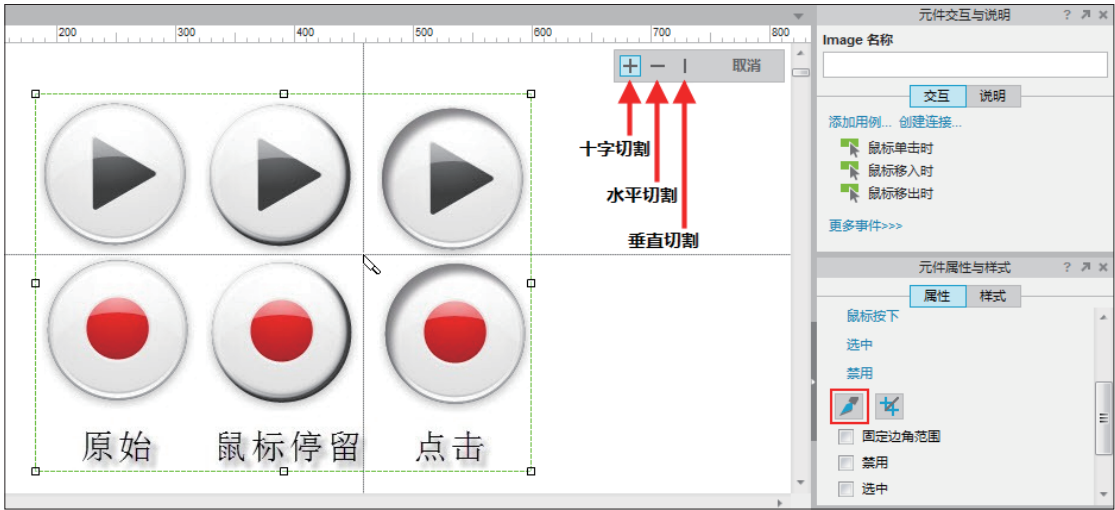 200 300 400 500 600 700 800
取消
十字切割
水平切割
垂直切割
原始 鼠标停留 点击
元件交互与说明
Image 名称
交互 说明
添加用例... 创建连接...
鼠标单击时
鼠标移入时
鼠标移出时
更多事件>>>
元件属性与样式
属性 样式
鼠标按下
选中
禁用
固定边角范围
禁用
选中